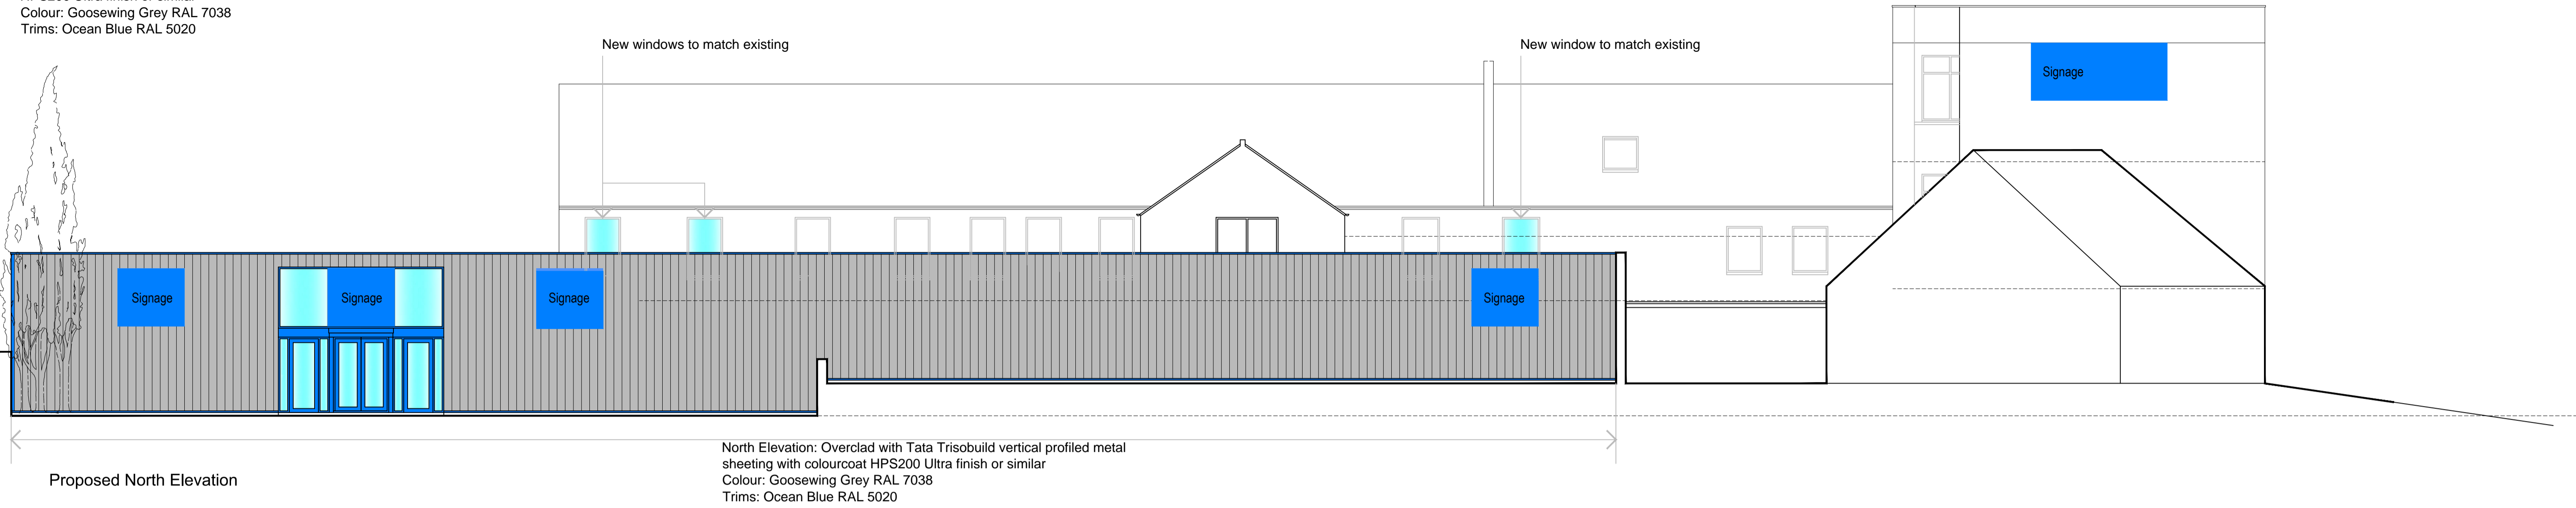 Colour: Goosewing Grey RAL 7038
Trims: Ocean Blue RAL 5020
New windows to match existing
New window to match existing
Signage
Signage
Signage
Signage
Signage
North Elevation: Overclad with Tata Trisobuild vertical profiled metal
sheeting with colourcoat HPS200 Ultra finish or similar
Colour: Goosewing Grey RAL 7038
Trims: Ocean Blue RAL 5020
Proposed North Elevation